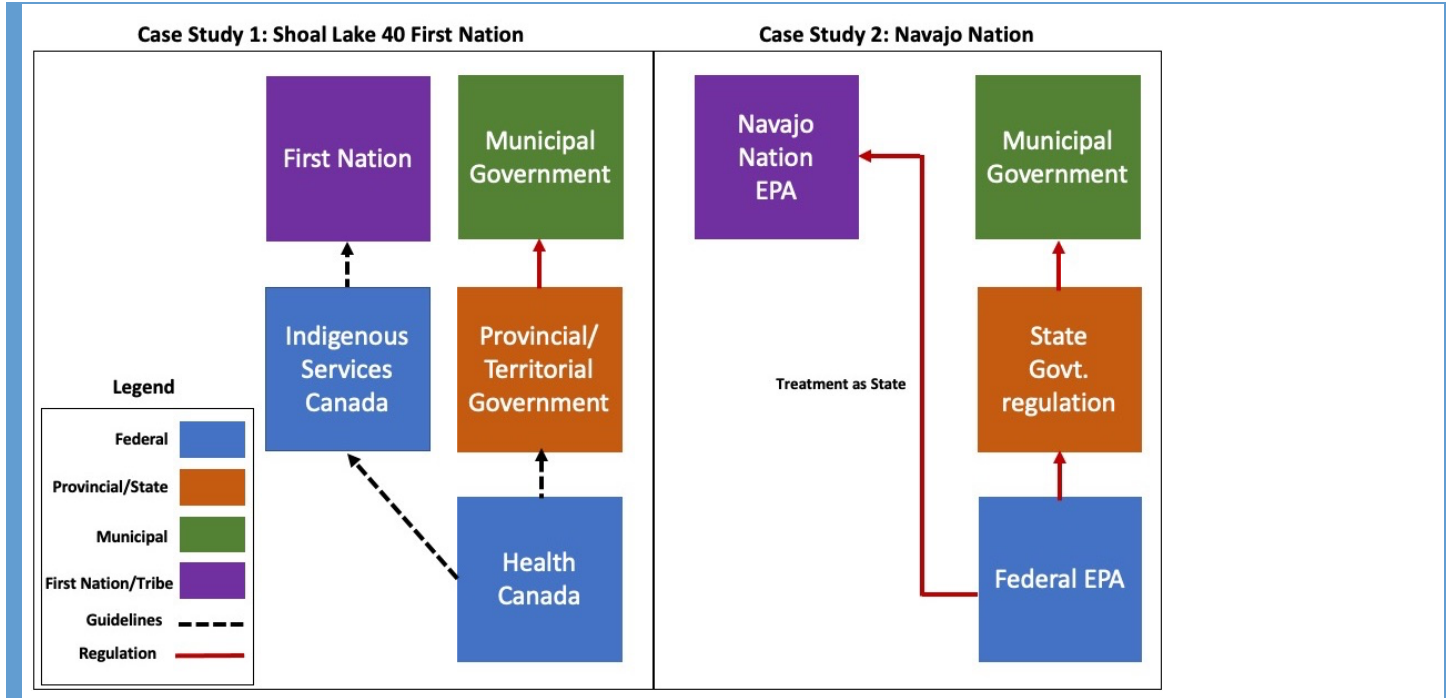 Case Study 1: Shoal Lake 40 First Nation
Case Study 2: Navajo Nation
First Nation
Municipal
Government
Navajo
Nation
EPA
Municipal
Government
Indigenous
Services
Canada
Provincial/
Territorial
Government
Treatment as State
State
Govt.
regulation
Legend
Federal
Provincial/State
Municipal
First Nation/Tribe
Guidelines
Regulation
Health
Canada
Federal EPA